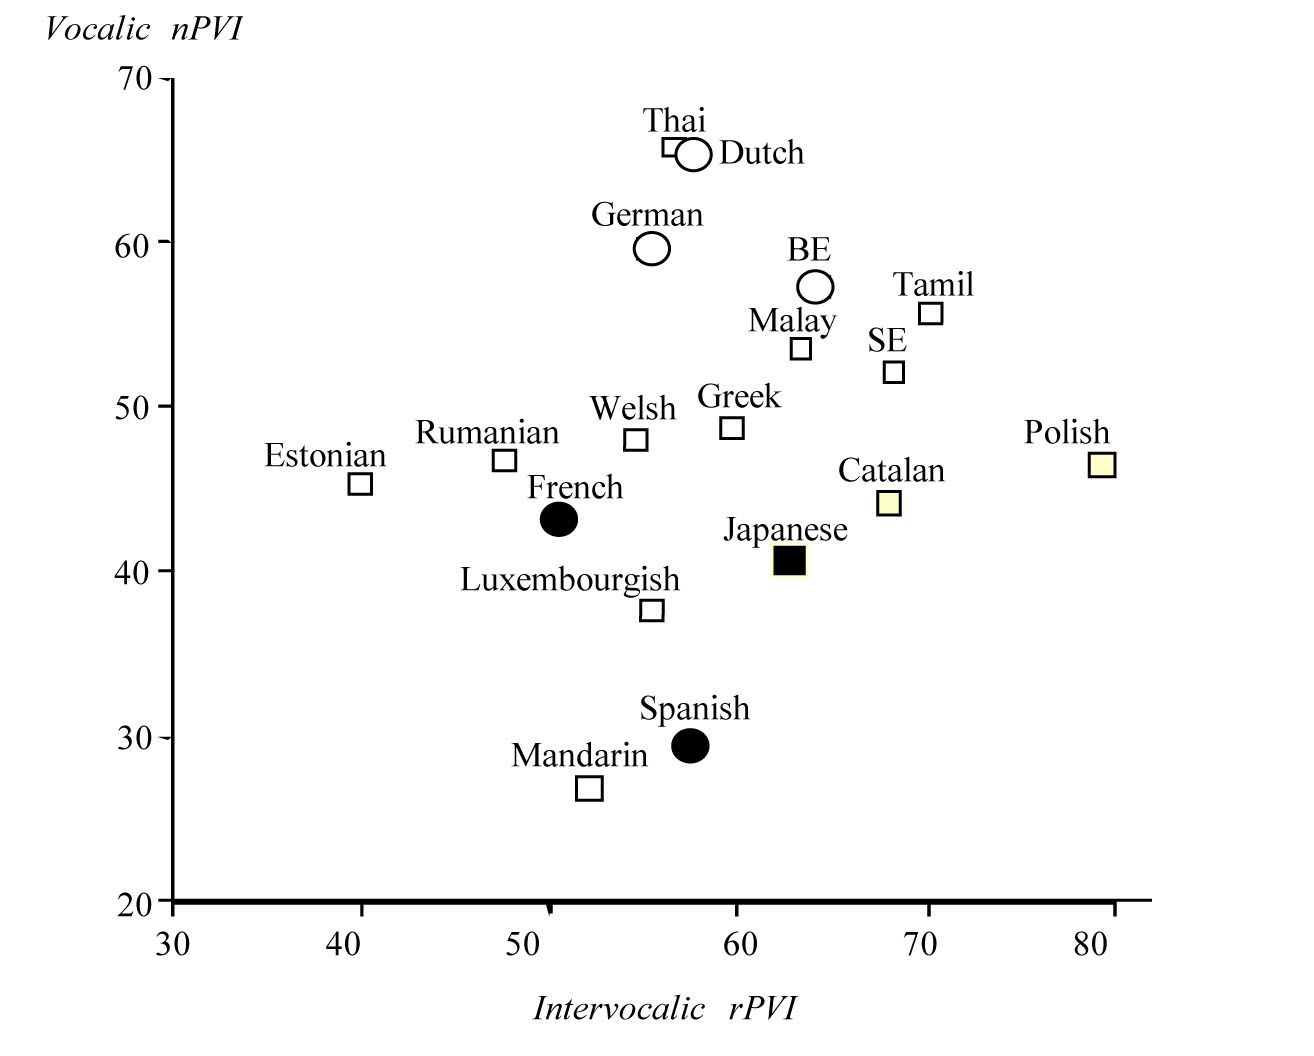 Vocalic nPVI
70
Thai
Dutch
German
60
BE
Tamil
Malay
SE
Greek
50
Welsh
Rumanian
Polish
Estonian
Catalan
French
Japanese
40
Luxembourgish
Spanish
30
Mandarin
20
30 40 50 60 70 80
Intervocalic rPVI